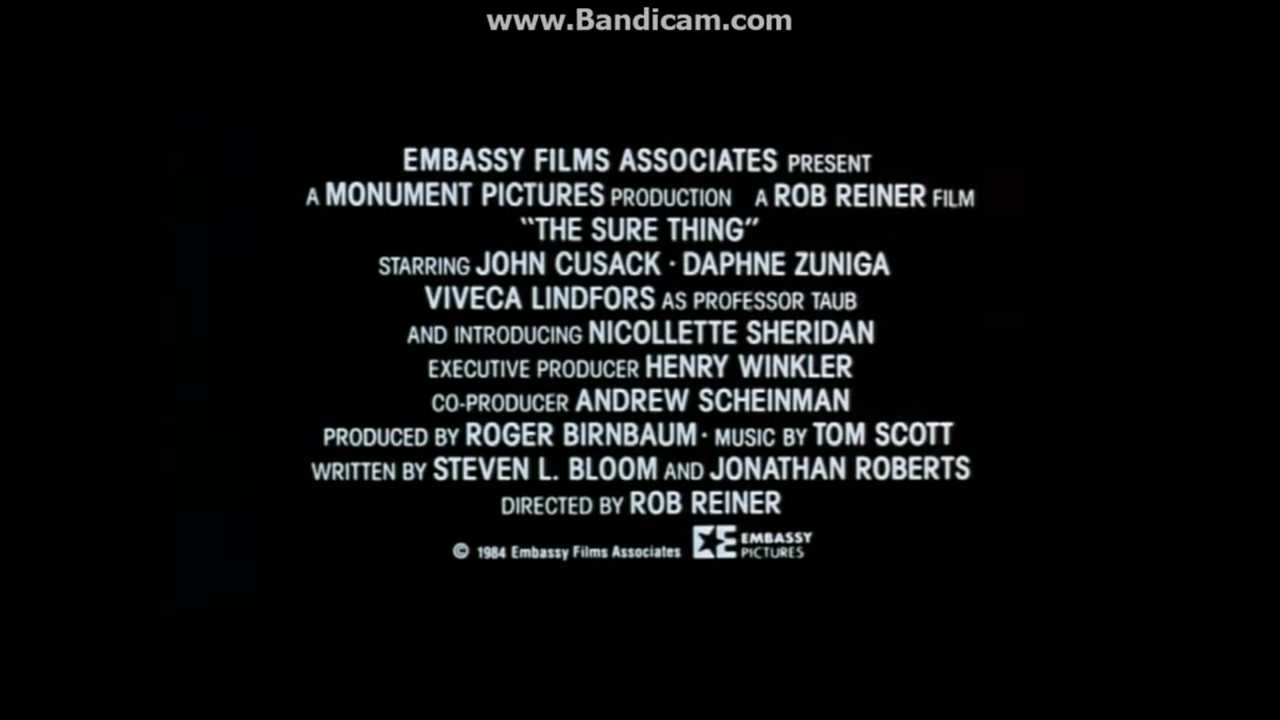 www.Bandicam.com
EMBASSY FILMS ASSOCIATES PRESENT
A MONUMENT PICTURES PRODUCTION A ROB REINER FILM
"THE SURE THING"
STARRING JOHN CUSACK · DAPHNE ZUNIGA
VIVECA LINDFORS AS PROFESSOR TAUB
AND INTRODUCING NICOLLETTE SHERIDAN
EXECUTIVE PRODUCER HENRY WINKLER
CO-PRODUCER ANDREW SCHEINMAN
PRODUCED BY ROGER BIRNBAUM · MUSIC BY TOM SCOTT
WRITTEN BY STEVEN L. BLOOM AND JONATHAN ROBERTS
DIRECTED BY ROB REINER
© 1984 Embassy Films Associates EMBASSY
PICTURES